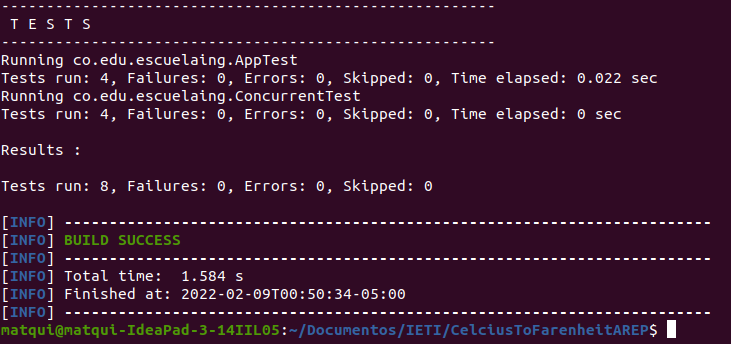 -------------------------------------------------------
 T E S T S
-------------------------------------------------------
Running co.edu.escuelaing.AppTest
Tests run: 4, Failures: 0, Errors: 0, Skipped: 0, Time elapsed: 0.022 sec
Running co.edu.escuelaing.ConcurrentTest
Tests run: 4, Failures: 0, Errors: 0, Skipped: 0, Time elapsed: 0 sec
Results :
Tests run: 8, Failures: 0, Errors: 0, Skipped: 0
[INFO] ------------------------------------------------------------------------
[INFO] BUILD SUCCESS
[INFO] ------------------------------------------------------------------------
[INFO] Total time:  1.584 s
[INFO] Finished at: 2022-02-09T00:50:34-05:00
[INFO] ------------------------------------------------------------------------
matqui@matqui-IdeaPad-3-14IIL05:~/Documentos/IETI/CelciusToFarenheitAREP$